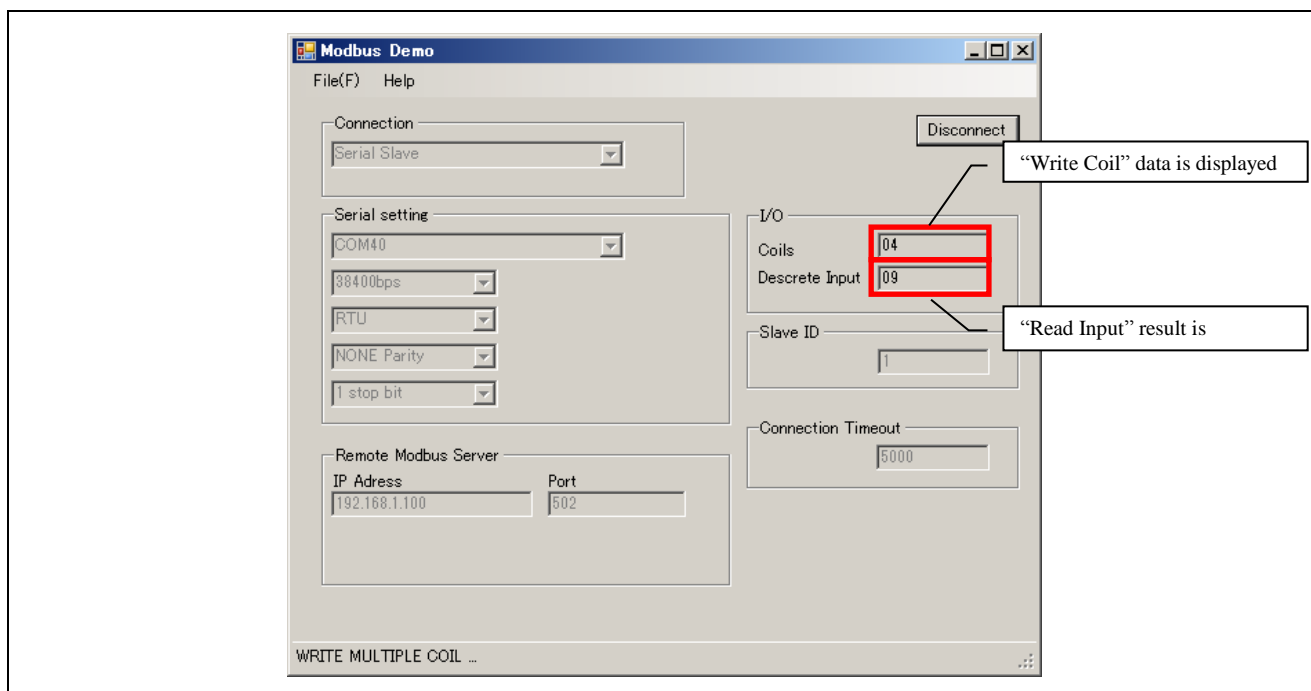 Modbus Demo
File(F) Help
Connection
Serial Slave
Disconnect
"Write Coil" data is displayed
Serial setting
COM40
38400bps
RTU
NONE Parity
1 stop bit
I/O
Coils 04
Descrete Input 09
"Read Input" result is
Slave ID
1
Connection Timeout
5000
Remote Modbus Server
IP Adress Port
192.168.1.100 502
WRITE MULTIPLE COIL ...